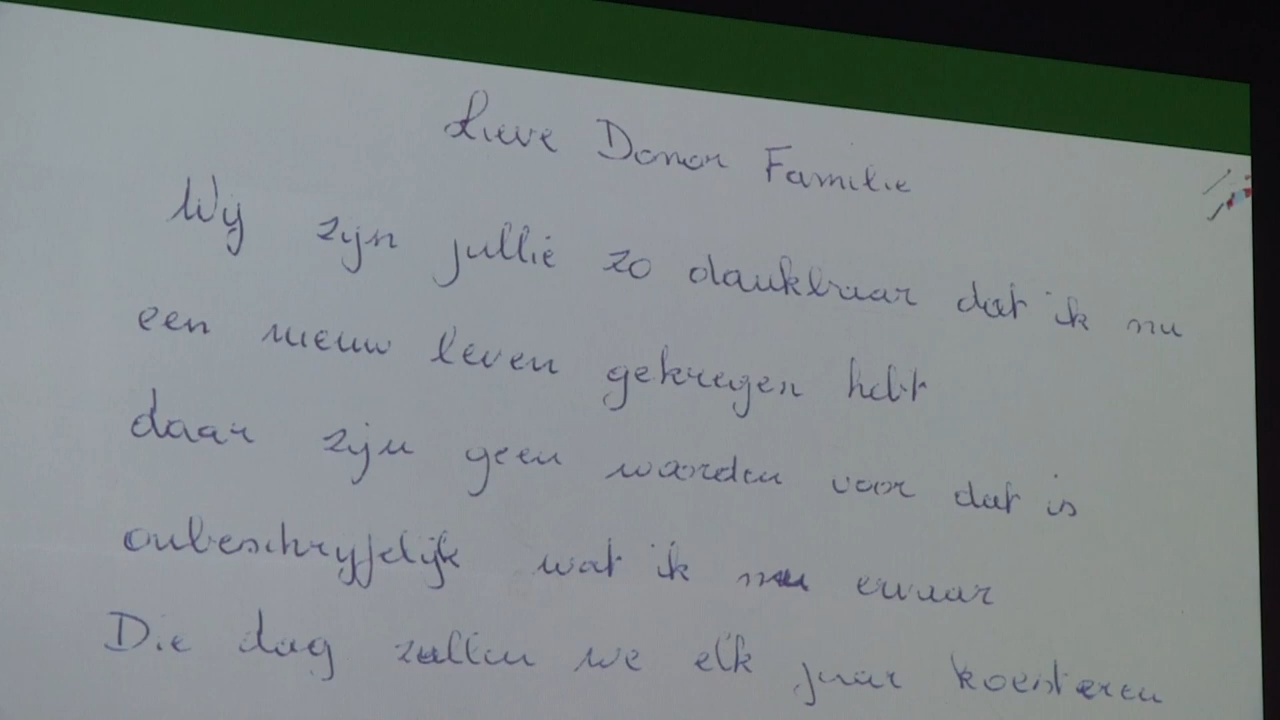 Lieve Donor Familie
Wij zijn jullie zo dankbaar dat ik nu
een nieuw leven gekregen hebt
daar zijn geen woorden voor dat is
onbeschrijfelijk wat ik nu ervaar
Die dag zullen we elk jaar koesteren